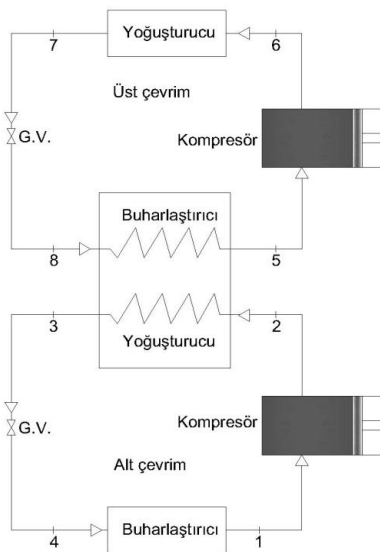 7
Yoğuşturucu
6
Üst çevrim
G.V.
Kompresör
Buharlaştırıcı
8
5
3
2
Yoğuşturucu
Kompresör
G.V.
Alt çevrim
4
Buharlaştırıcı
1